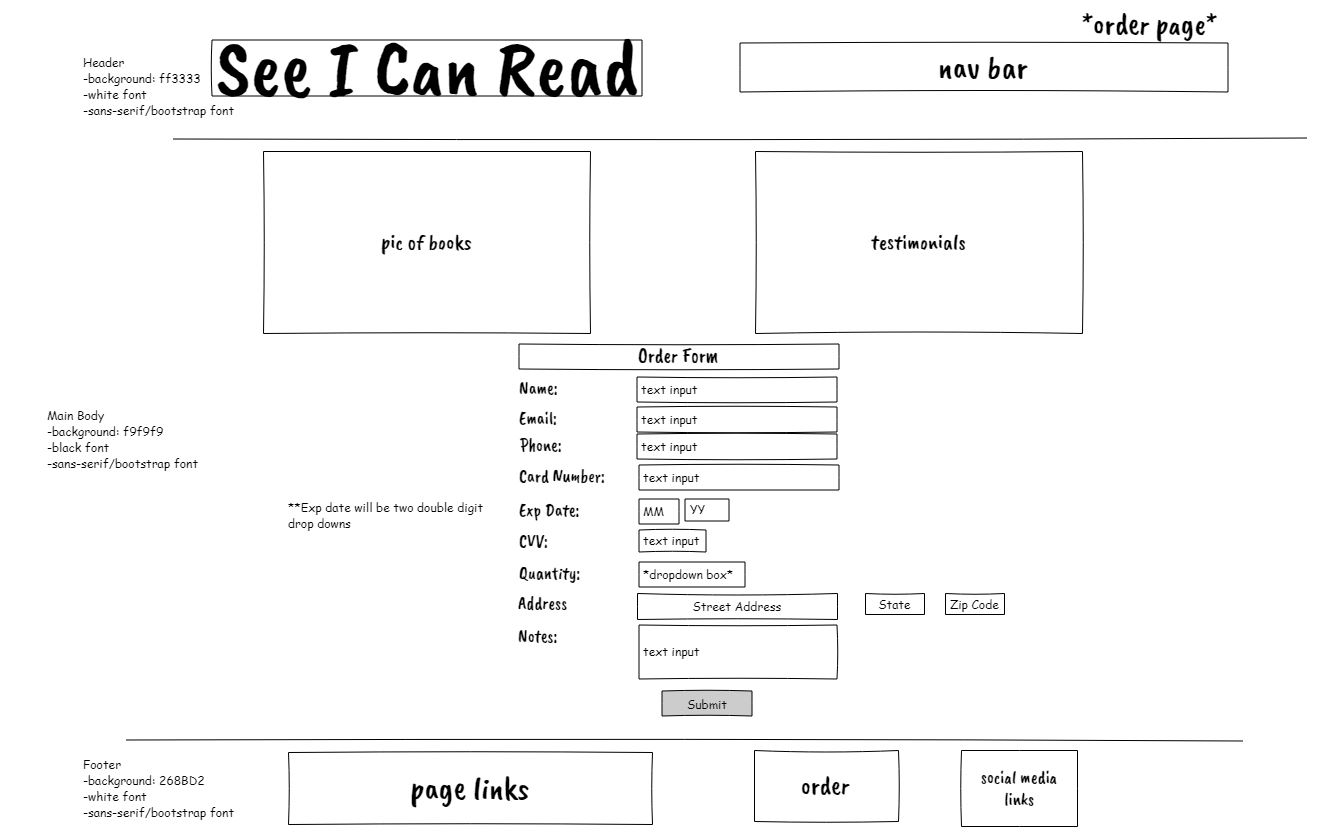 *order page*
Header
-background: ff3333
-white font
-sans-serif/bootstrap font
See I Can Read
nav bar
pic of books
testimonials
Order Form
Name:
text input
Email:
text input
Phone:
text input
Card Number:
text input
Main Body
-background: f9f9f9
-black font
-sans-serif/bootstrap font
**Exp date will be two double digit
drop downs
Exp Date:
MM
YY
CVV:
text input
Quantity:
*dropdown box*
Address
Street Address
State
Zip Code
Notes:
text input
Submit
Footer
-background: 268BD2
-white font
-sans-serif/bootstrap font
page links
order
social media
links